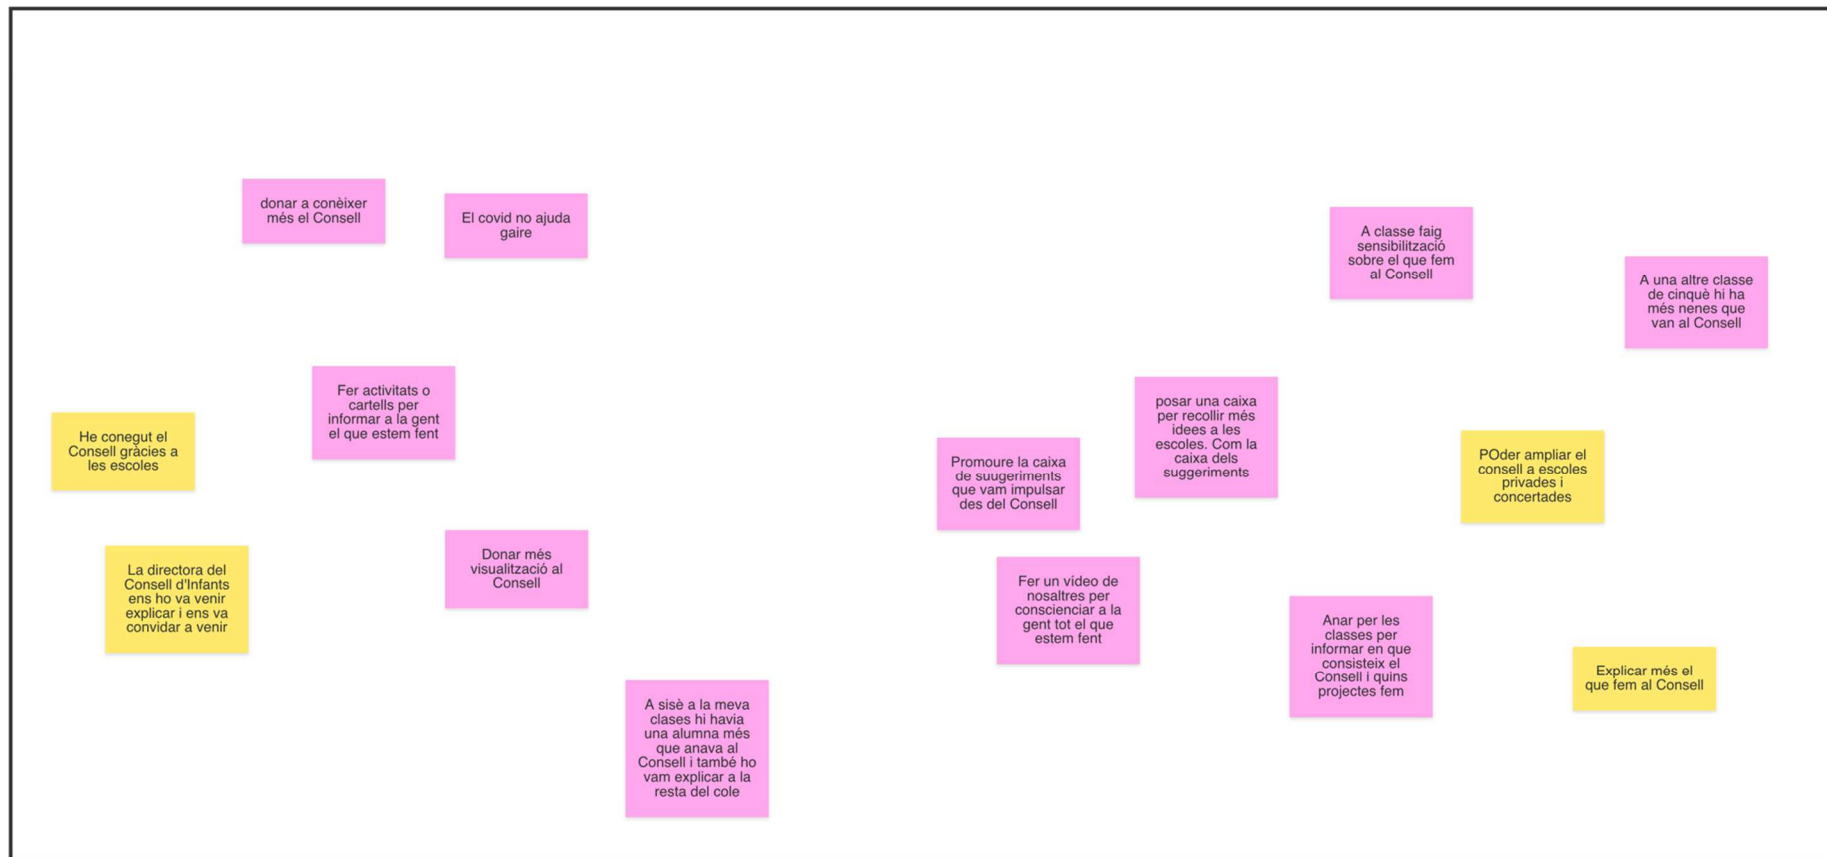 donar a conèixer
més el Consell
El covid no ajuda
gaire
A classe faig
sensibilització
sobre el que fem
al Consell
A una altre classe
de cinquè hi ha
més nenes que
van al Consell
Fer activitats o
cartells per
informar a la gent
el que estem fent
He conegut el
Consell gràcies a
les escoles
posar una caixa
per recollir més
idees a les
escoles. Com la
caixa dels
suggeriments
Promoure la caixa
de suugeriments
que vam impulsar
des del Consell
POder ampliar el
consell a escoles
privades i
concertades
La directora del
Consell d'Infants
ens ho va venir
explicar i ens va
convidar a venir
Donar més
visualització al
Consell
Fer un vídeo de
nosaltres per
conscienciar a la
gent tot el que
estem fent
Anar per les
classes per
informar en que
consisteix el
Consell i quins
projectes fem
Explicar més el
que fem al Consell
A sisè a la meva
clases hi havia
una alumna més
que anava al
Consell i també ho
vam explicar a la
resta del cole